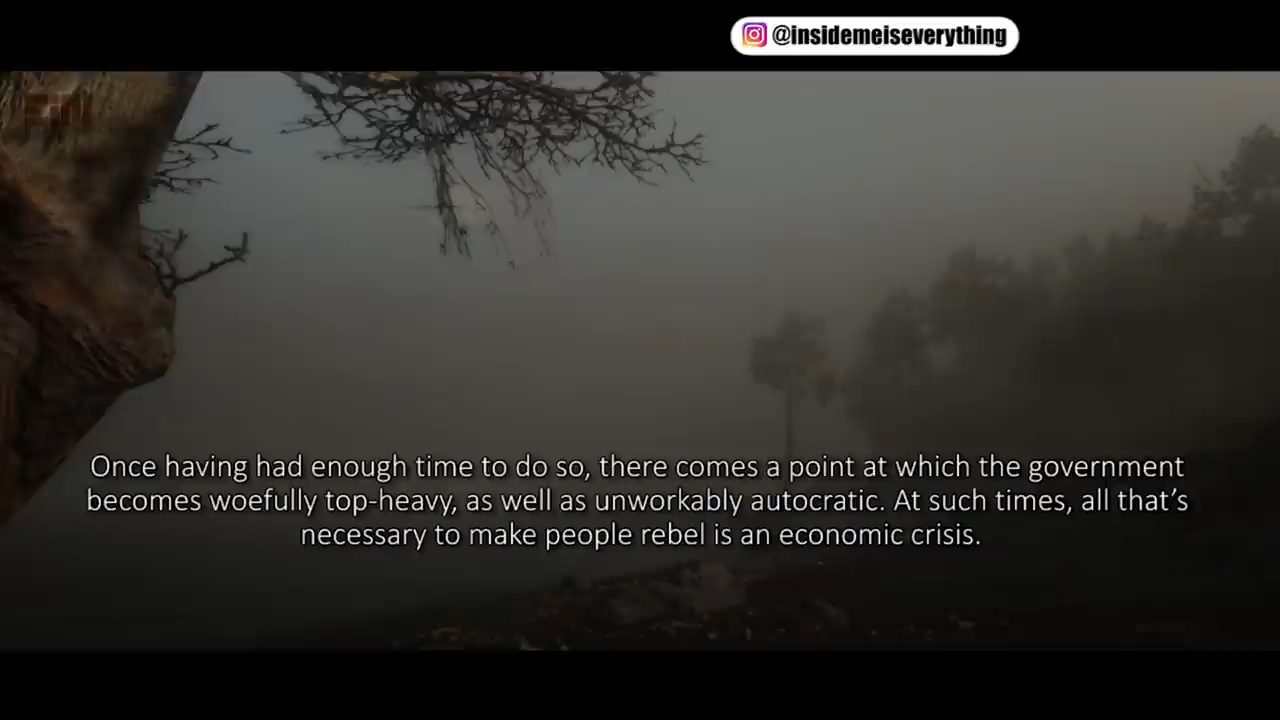 @insidemeiseverything
Once having had enough time to do so, there comes a point at which the government
becomes woefully top-heavy, as well as unworkably autocratic. At such times, all that’s
necessary to make people rebel is an economic crisis.